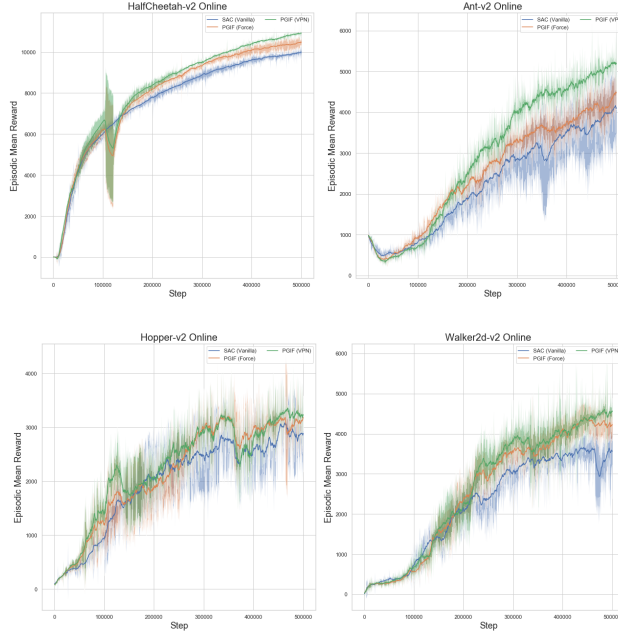 HalfCheetah-v2 Online
SAC (Vanilla)
PGIF (Force)
PGIF (VPN)
Episodic Mean Reward
10000
8000
6000
4000
2000
0
0 100000 200000 300000 400000 500000
Step
Ant-v2 Online
SAC (Vanilla)
PGIF (Force)
PGIF (VPN)
Episodic Mean Reward
6000
5000
4000
3000
2000
1000
0
0 100000 200000 300000 400000 500000
Step
Hopper-v2 Online
SAC (Vanilla)
PGIF (Force)
PGIF (VPN)
Episodic Mean Reward
4000
3000
2000
1000
0
0 100000 200000 300000 400000 500000
Step
Walker2d-v2 Online
SAC (Vanilla)
PGIF (Force)
PGIF (VPN)
Episodic Mean Reward
6000
5000
4000
3000
2000
1000
0
0 100000 200000 300000 400000 500000
Step